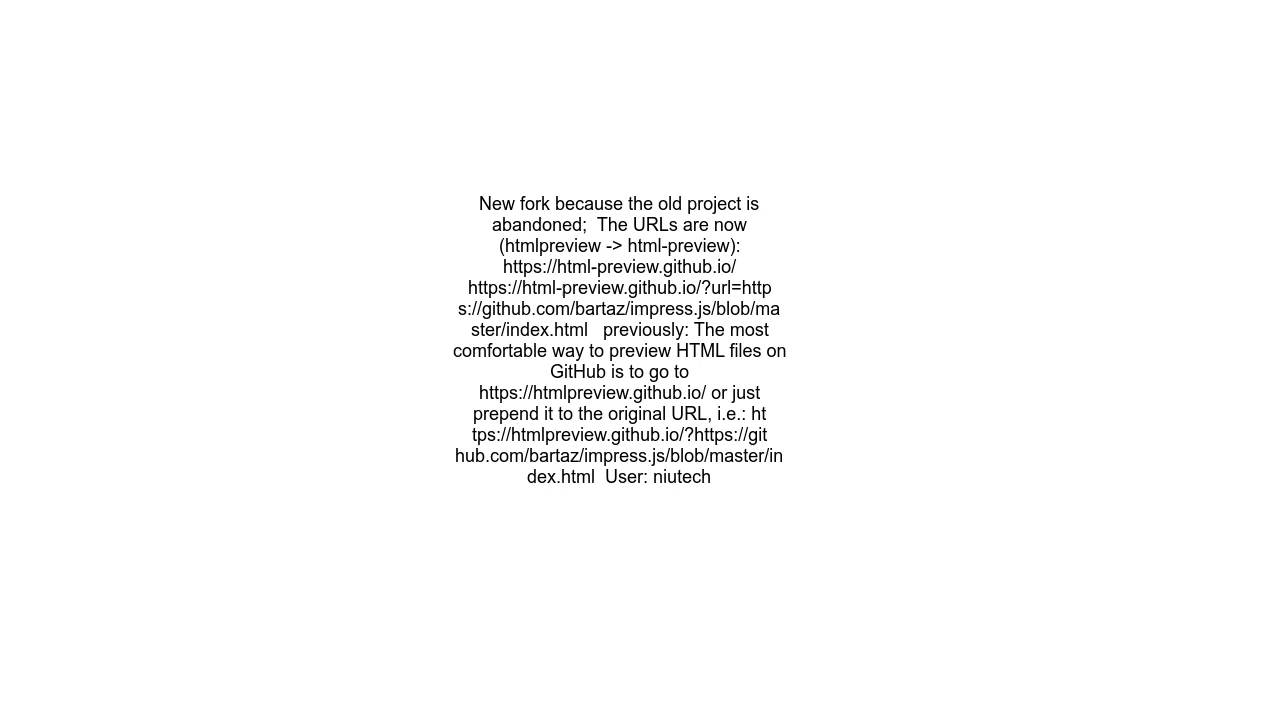 New fork because the old project is
abandoned;  The URLs are now
(htmlpreview -> html-preview):
https://html-preview.github.io/
https://html-preview.github.io/?url=http
s://github.com/bartaz/impress.js/blob/ma
ster/index.html   previously: The most
comfortable way to preview HTML files on
GitHub is to go to
https://htmlpreview.github.io/ or just
prepend it to the original URL, i.e.: ht
tps://htmlpreview.github.io/?https://git
hub.com/bartaz/impress.js/blob/master/in
dex.html  User: niutech